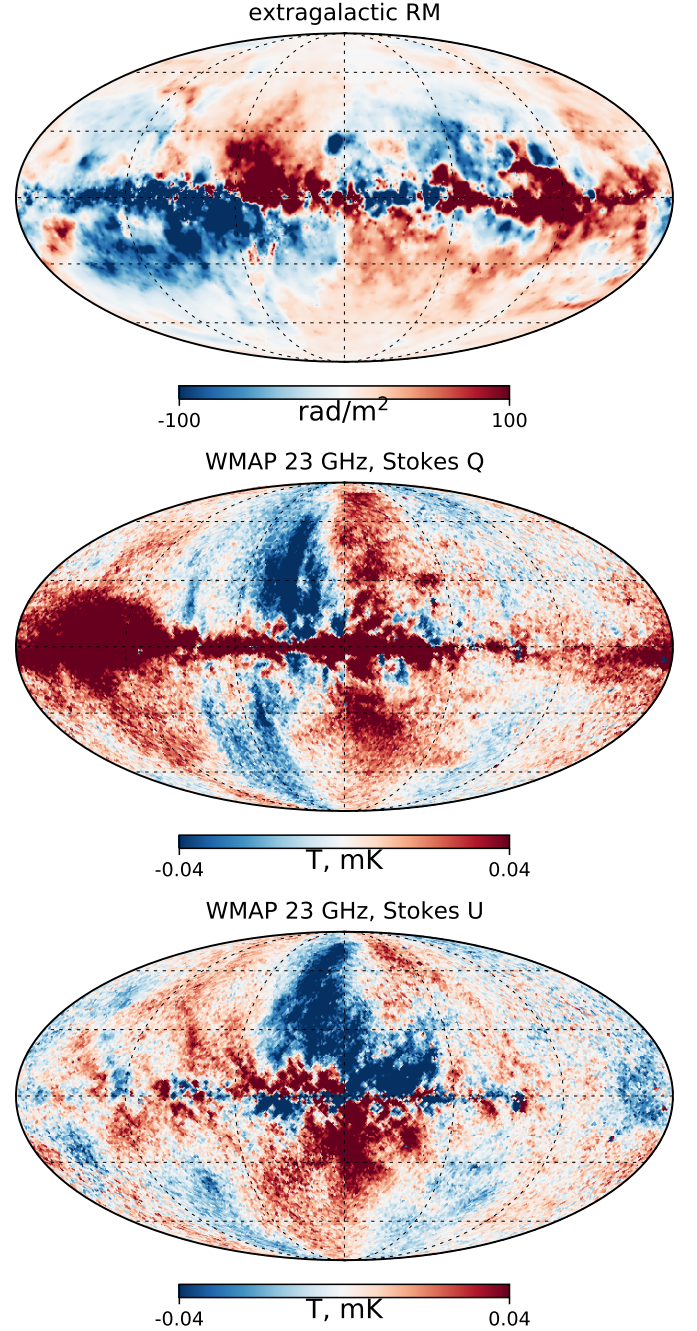 extragalactic RM
-100 rad/m² 100
WMAP 23 GHz, Stokes Q
-0.04 T, mK 0.04
WMAP 23 GHz, Stokes U
-0.04 T, mK 0.04